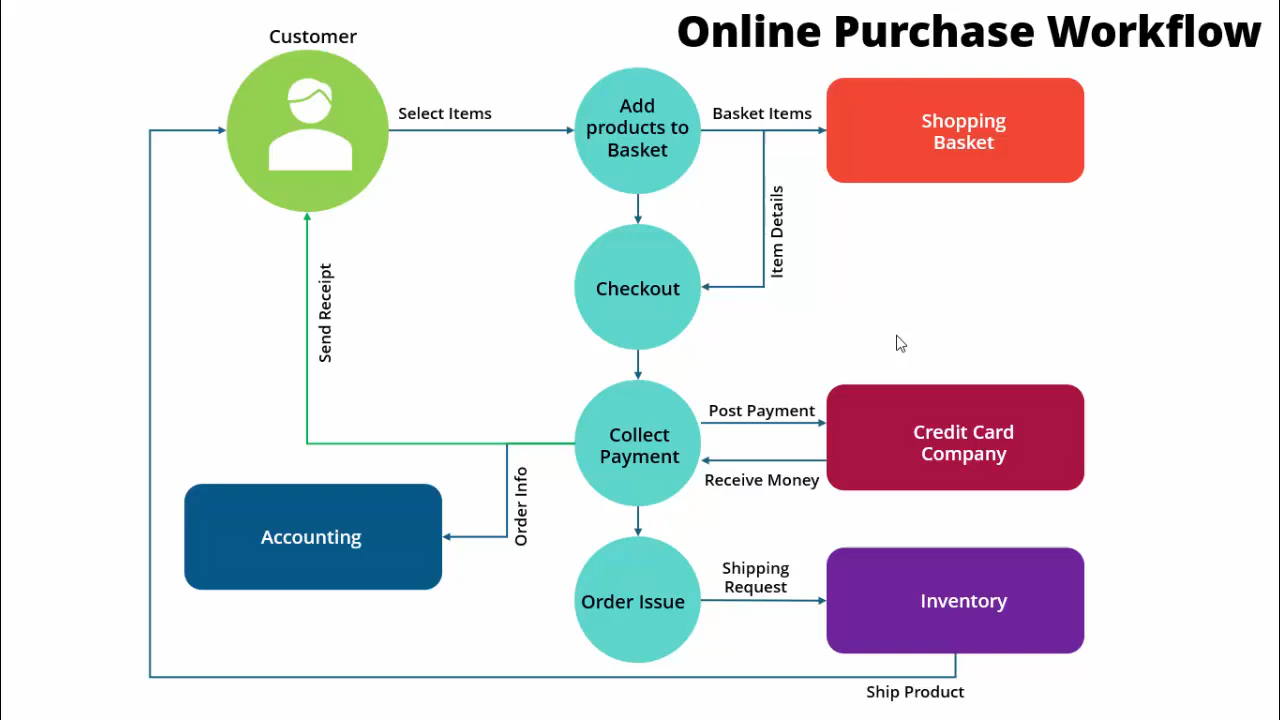 Online Purchase Workflow
Customer
Select Items
Add
products to
Basket
Basket Items
Shopping
Basket
Item Details
Checkout
Send Receipt
Post Payment
Collect
Payment
Credit Card
Company
Receive Money
Order Info
Accounting
Shipping
Request
Order Issue
Inventory
Ship Product